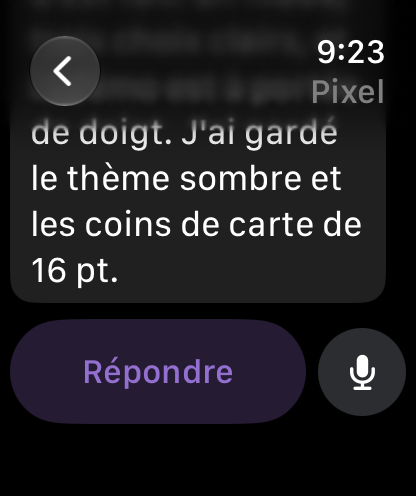 9:23
Pixel
de doigt. J'ai gardé
le thème sombre et
les coins de carte de
16 pt.
Répondre